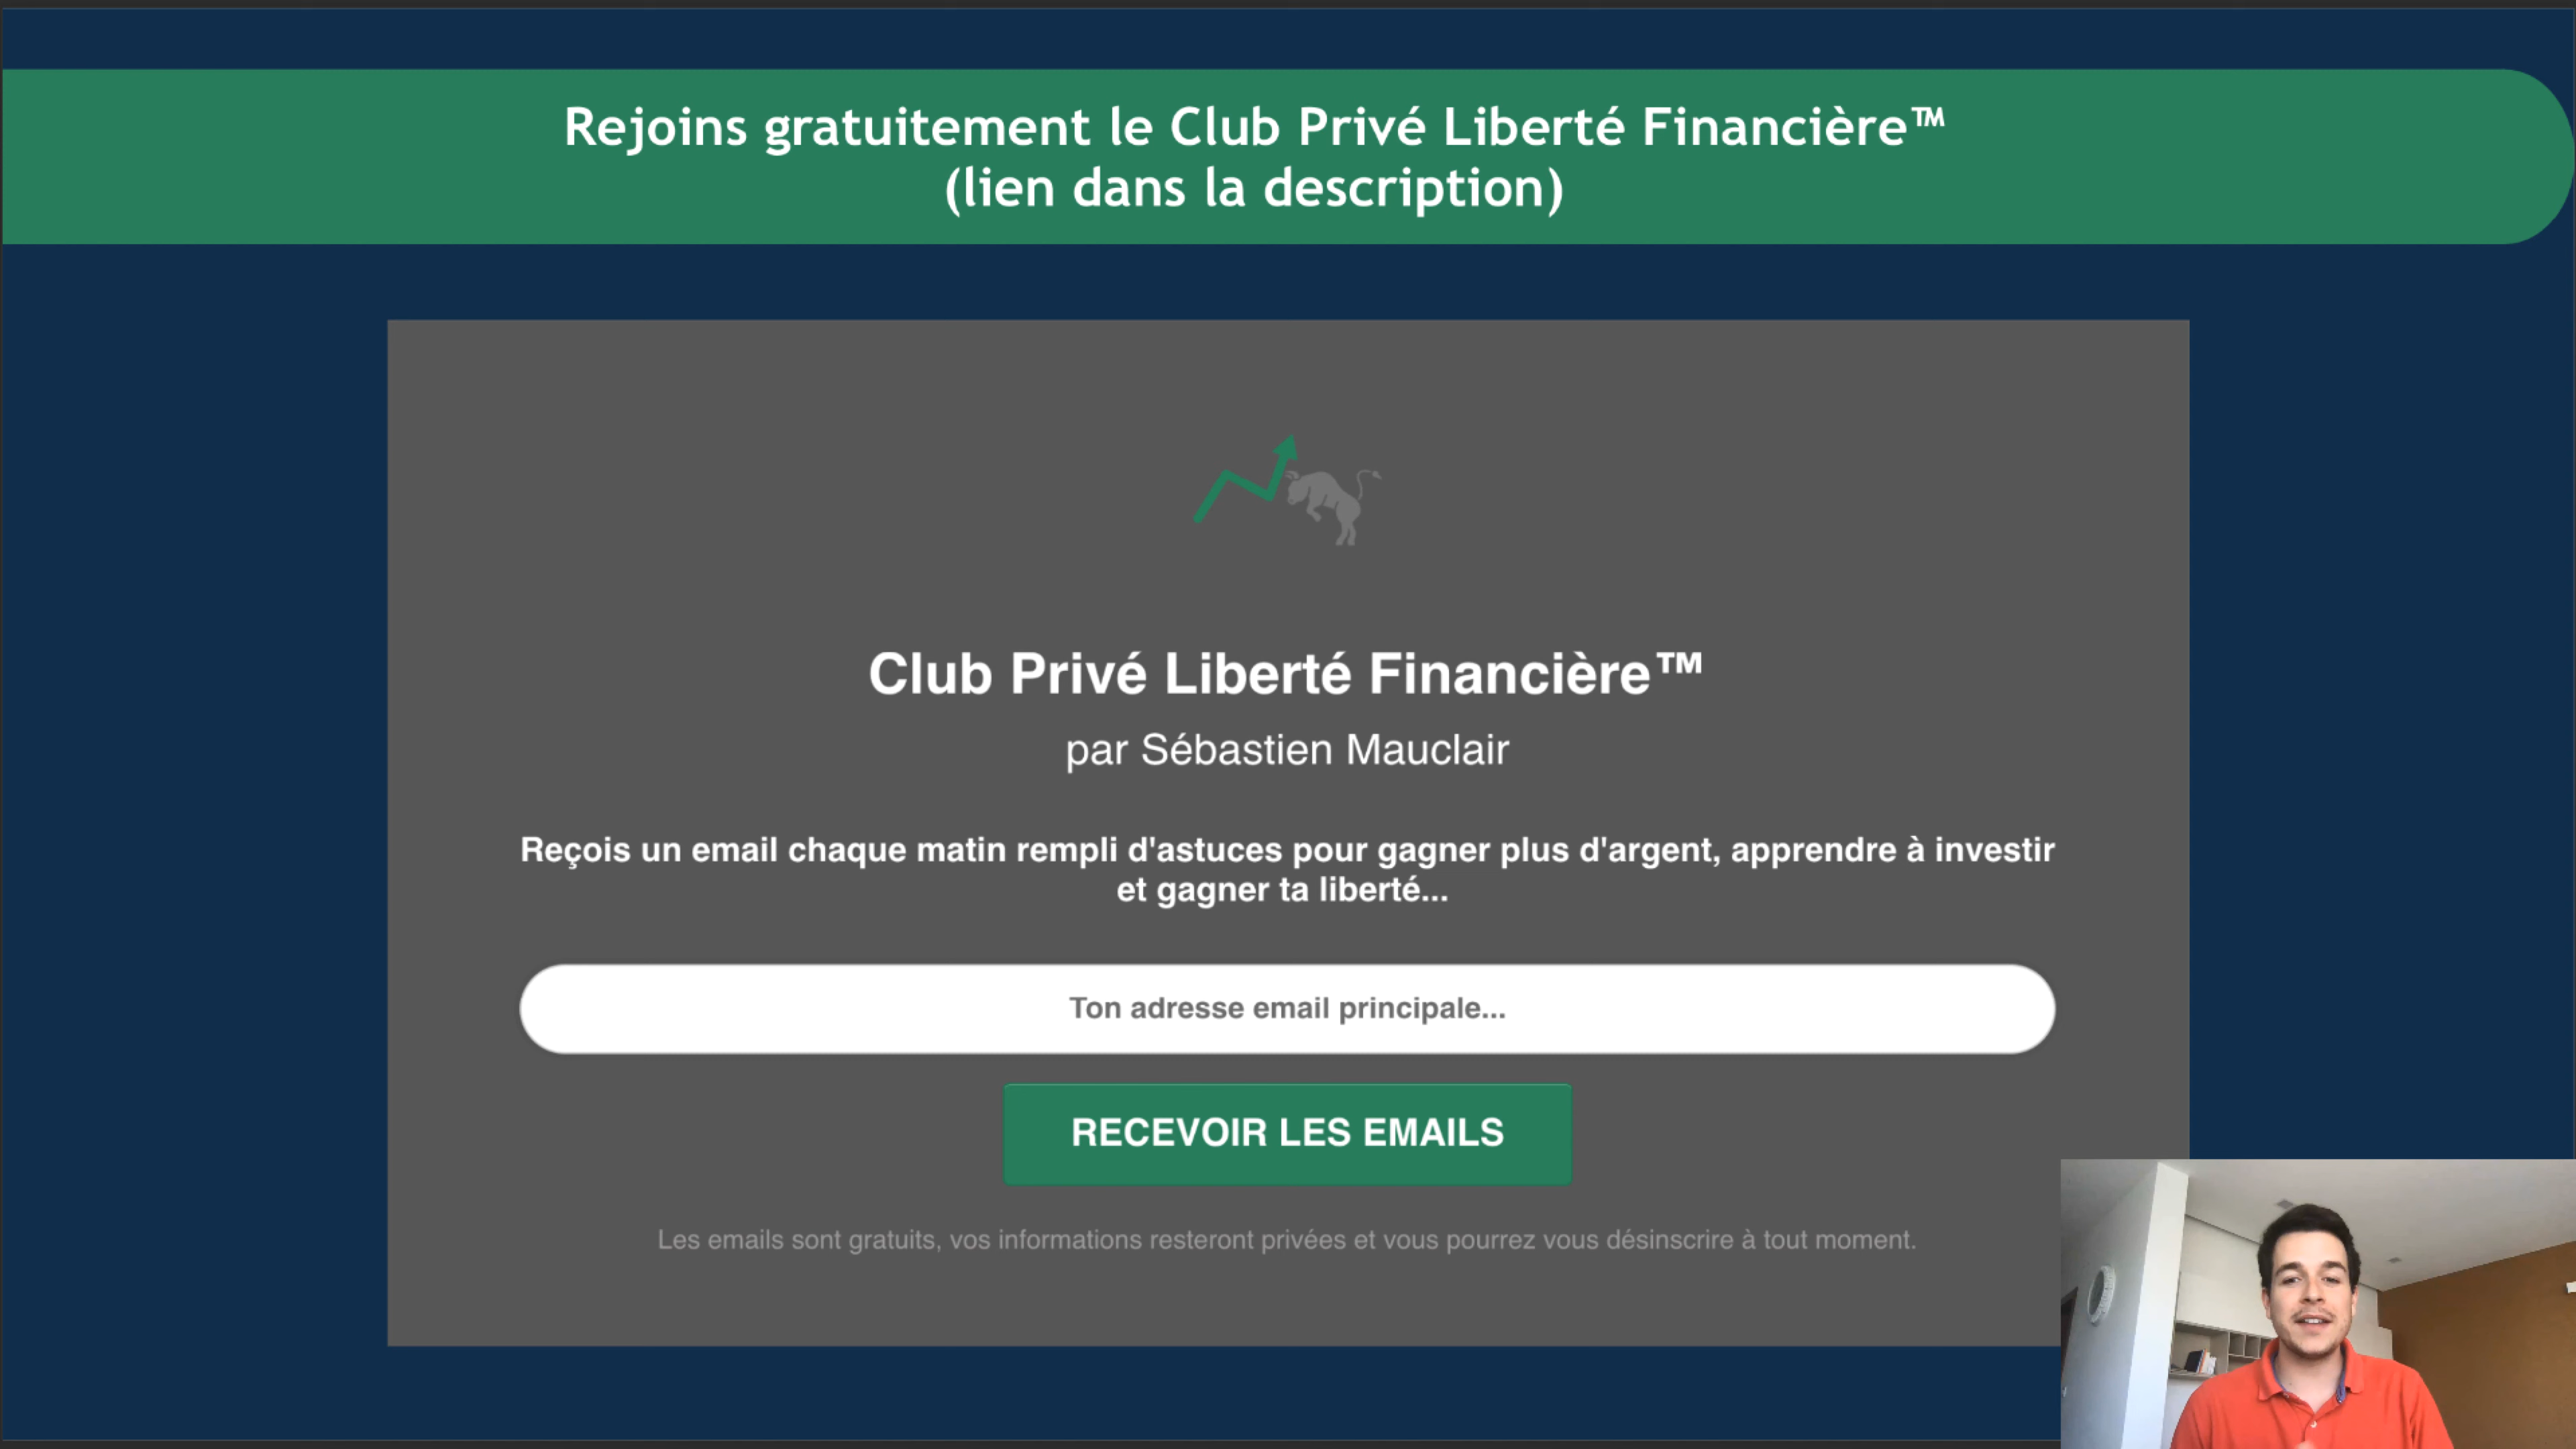 Rejoins gratuitement le Club Privé Liberté Financière™
(lien dans la description)
Club Privé Liberté Financière™
par Sébastien Mauclair
Reçois un email chaque matin rempli d'astuces pour gagner plus d'argent, apprendre à investir
et gagner ta liberté...
Ton adresse email principale...
RECEVOIR LES EMAILS
Les emails sont gratuits, vos informations resteront privées et vous pourrez vous désinscrire à tout moment.